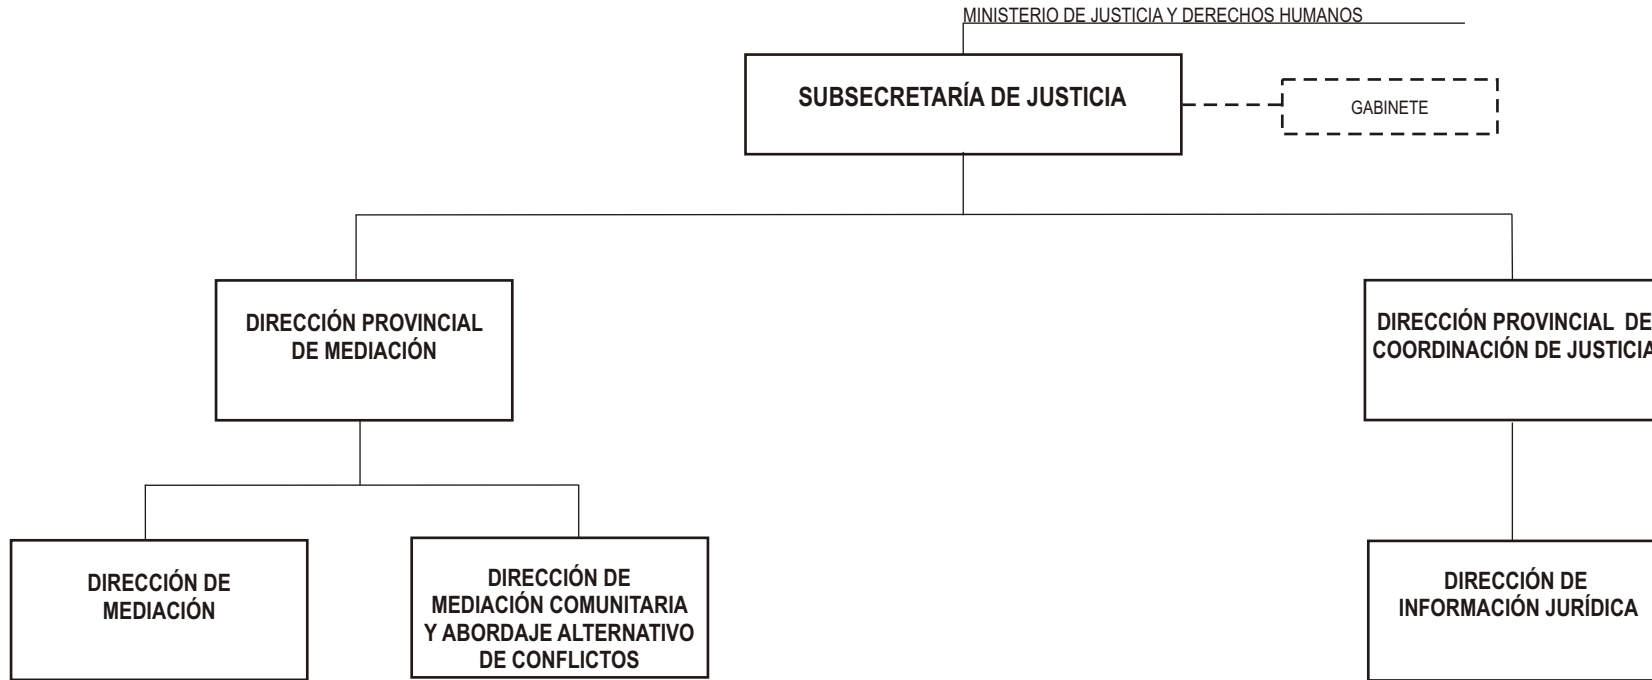 MINISTERIO DE JUSTICIA Y DERECHOS HUMANOS
SUBSECRETARÍA DE JUSTICIA
GABINETE
DIRECCIÓN PROVINCIAL
DE MEDIACIÓN
DIRECCIÓN PROVINCIAL DE
COORDINACIÓN DE JUSTICIA
DIRECCIÓN DE
MEDIACIÓN
DIRECCIÓN DE
MEDIACIÓN COMUNITARIA
Y ABORDAJE ALTERNATIVO
DE CONFLICTOS
DIRECCIÓN DE
INFORMACIÓN JURÍDICA